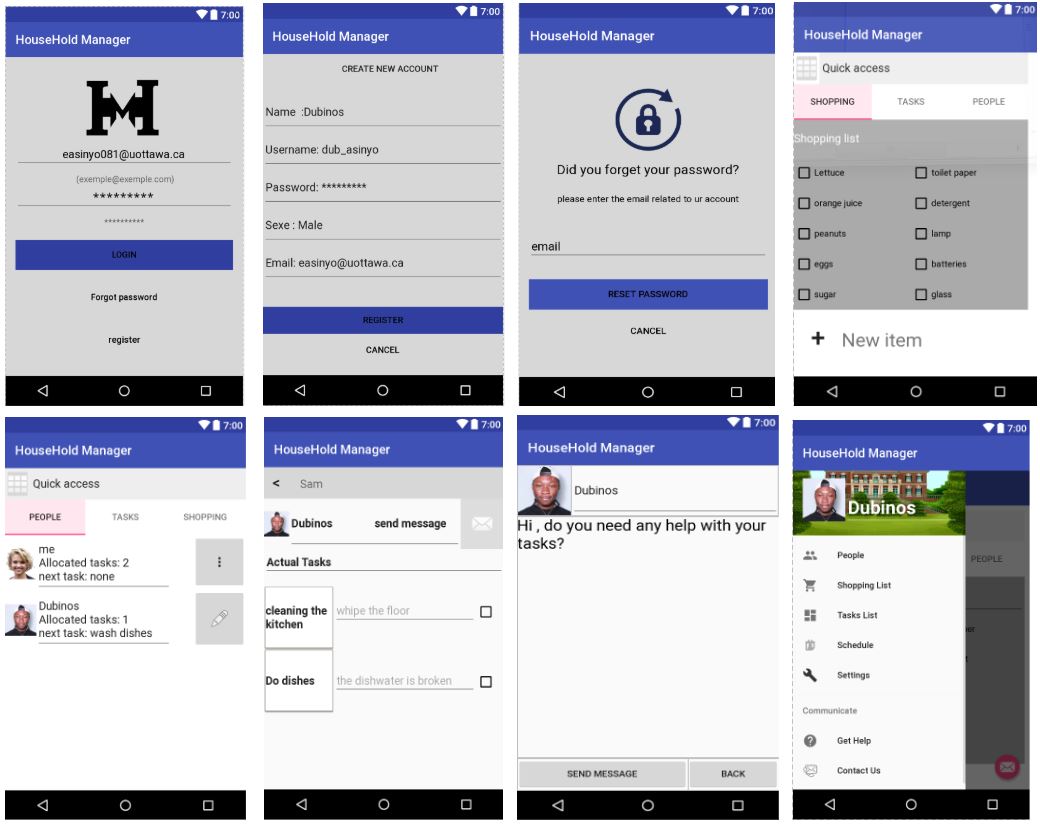 7:00
HouseHold Manager
HM
easinyo081@uottawa.ca
(exemple@exemple.com)
*********
**********
LOGIN
Forgot password
register
7:00
HouseHold Manager
CREATE NEW ACCOUNT
Name :Dubinos
Username: dub_asinyo
Password: *********
Sexe : Male
Email: easinyo@uottawa.ca
REGISTER
CANCEL
7:00
HouseHold Manager
Did you forget your password?
please enter the email related to ur account
email
RESET PASSWORD
CANCEL
7:00
HouseHold Manager
Quick access
SHOPPING TASKS PEOPLE
Shopping list
Lettuce toilet paper
orange juice detergent
peanuts lamp
eggs batteries
sugar glass
+ New item
7:00
HouseHold Manager
Quick access
PEOPLE TASKS SHOPPING
me
Allocated tasks: 2
next task: none
Dubinos
Allocated tasks: 1
next task: wash dishes
7:00
HouseHold Manager
< Sam
Dubinos send message
Actual Tasks
cleaning the
kitchen
whipe the floor
Do dishes the dishwater is broken
7:00
HouseHold Manager
Dubinos
Hi , do you need any help with your
tasks?
SEND MESSAGE BACK
7:00
HouseHold Manager
Dubinos
People
PEOPLE
Shopping List
Tasks List
Schedule
Settings
Communicate
Get Help
Contact Us